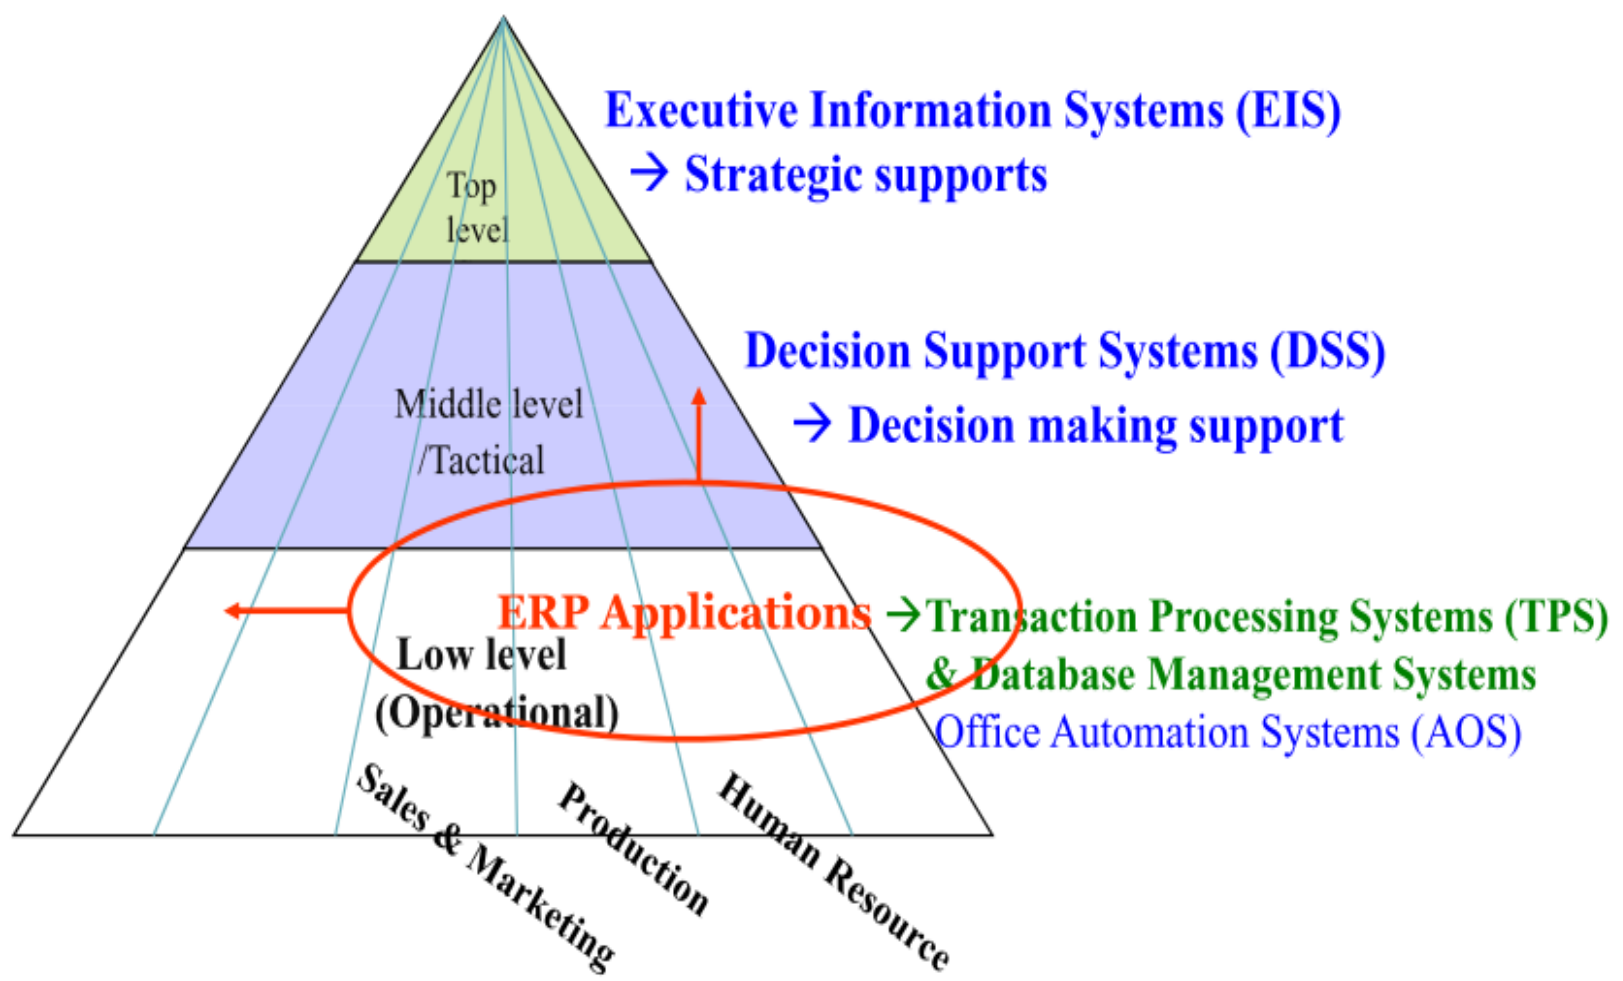 Executive Information Systems (EIS)
→ Strategic supports
Top
level
Decision Support Systems (DSS)
→ Decision making support
Middle level
/Tactical
ERP Applications →Transaction Processing Systems (TPS)
& Database Management Systems
Office Automation Systems (AOS)
Low level
(Operational)
Sales & Marketing
Production
Human Resource